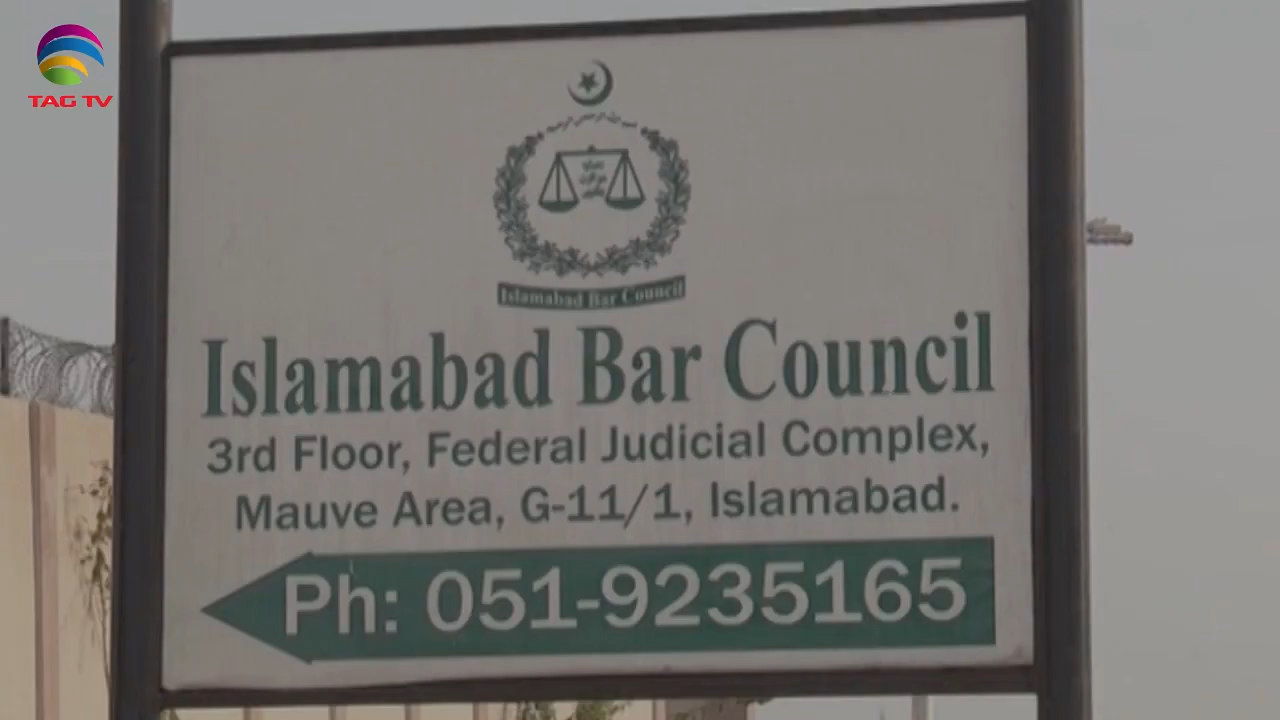 TAG TV
Islamabad Bar Council
Islamabad Bar Council
3rd Floor, Federal Judicial Complex,
Mauve Area, G-11/1, Islamabad.
Ph: 051-9235165